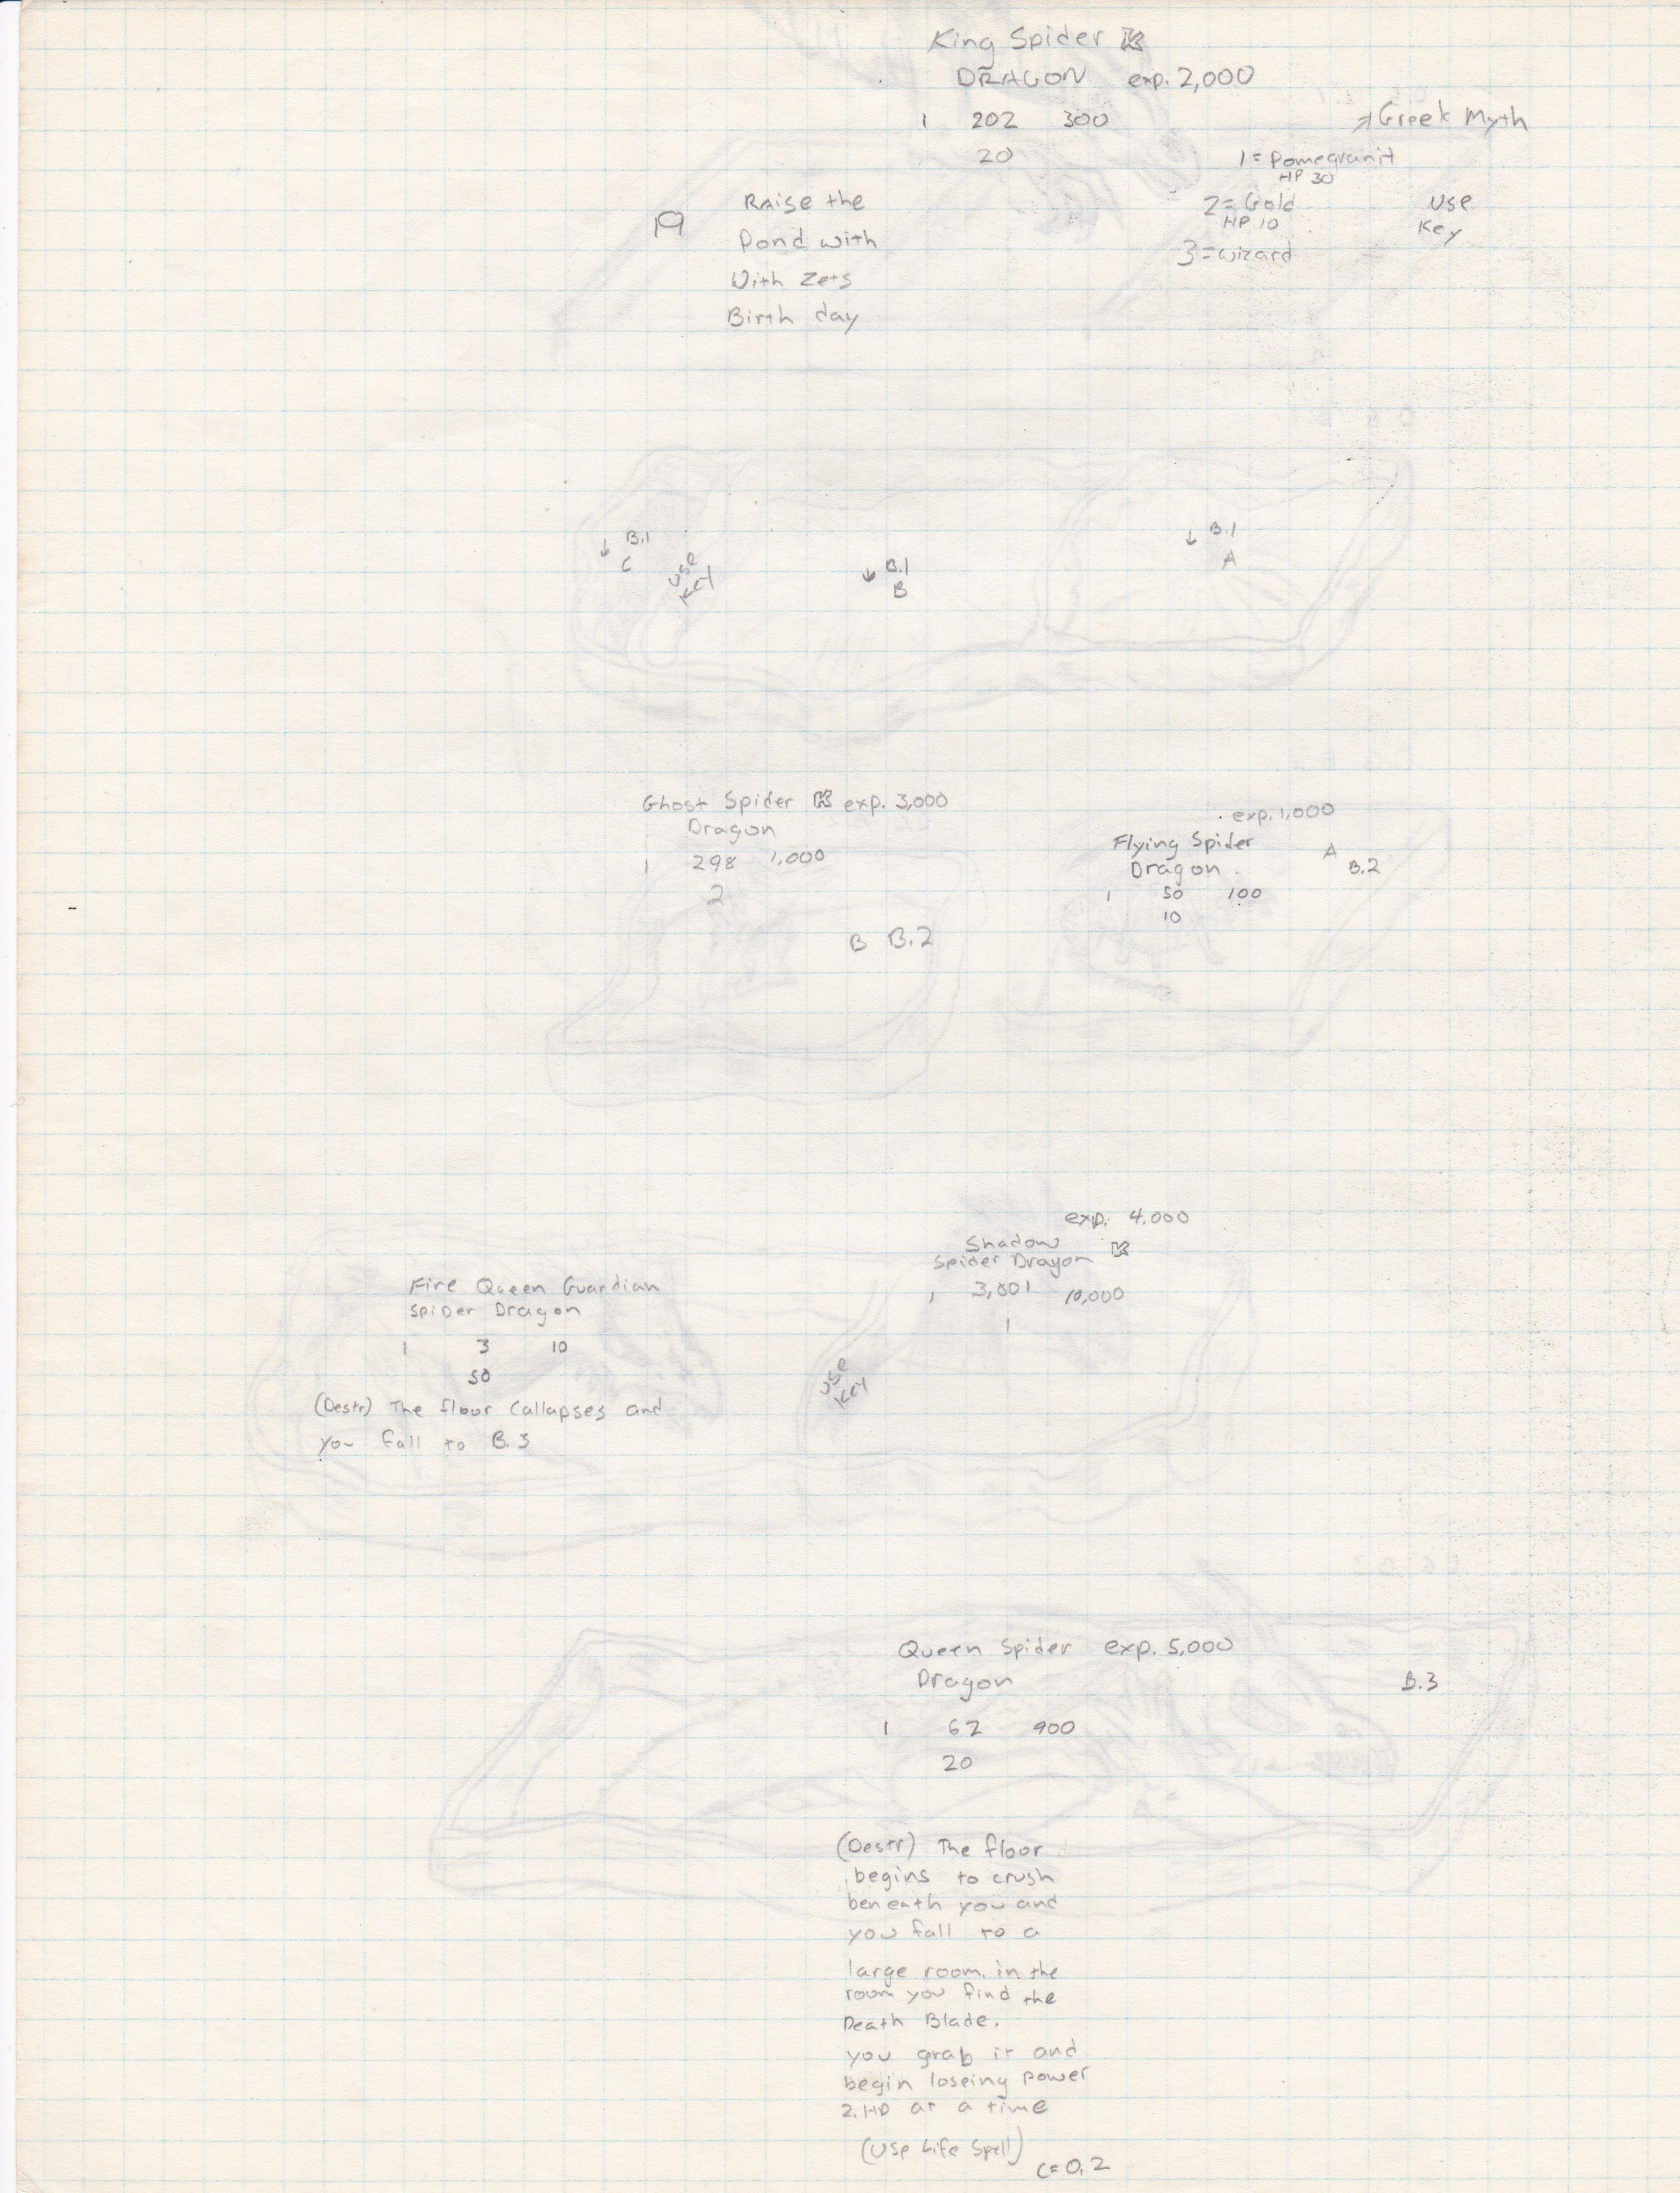 King Spider K
DRAGON exp. 2,000
1 202 300
20
Greek Myth
1 = Pomegranit
HP 30
2 = Gold
HP 10
3 = wizard
Use
Key
19
Raise the
Pond with
With Zets
Birth day
↓ B.1
C
Use
Key
↓ B.1
B
↓ B.1
A
Ghost Spider K exp. 3,000
Dragon
1 298 1,000
2
B B.2
exp. 1,000
Flying Spider
Dragon
1 50 100
10
A
B.2
exp. 4,000
Shadow
Spider Dragon K
1 3,001 10,000
1
Use
Key
Fire Queen Guardian
Spider Dragon
1 3 10
50
(Destr) The floor Callapses and
you fall to B.3
Queen Spider exp. 5,000
Dragon
1 62 900
20
B.3
(Destr) The floor
begins to crush
beneath you and
you fall to a
large room. in the
room you find the
Death Blade.
you grab it and
begin loseing power
2.HP at a time
(Use Life Spell)
C=0,2